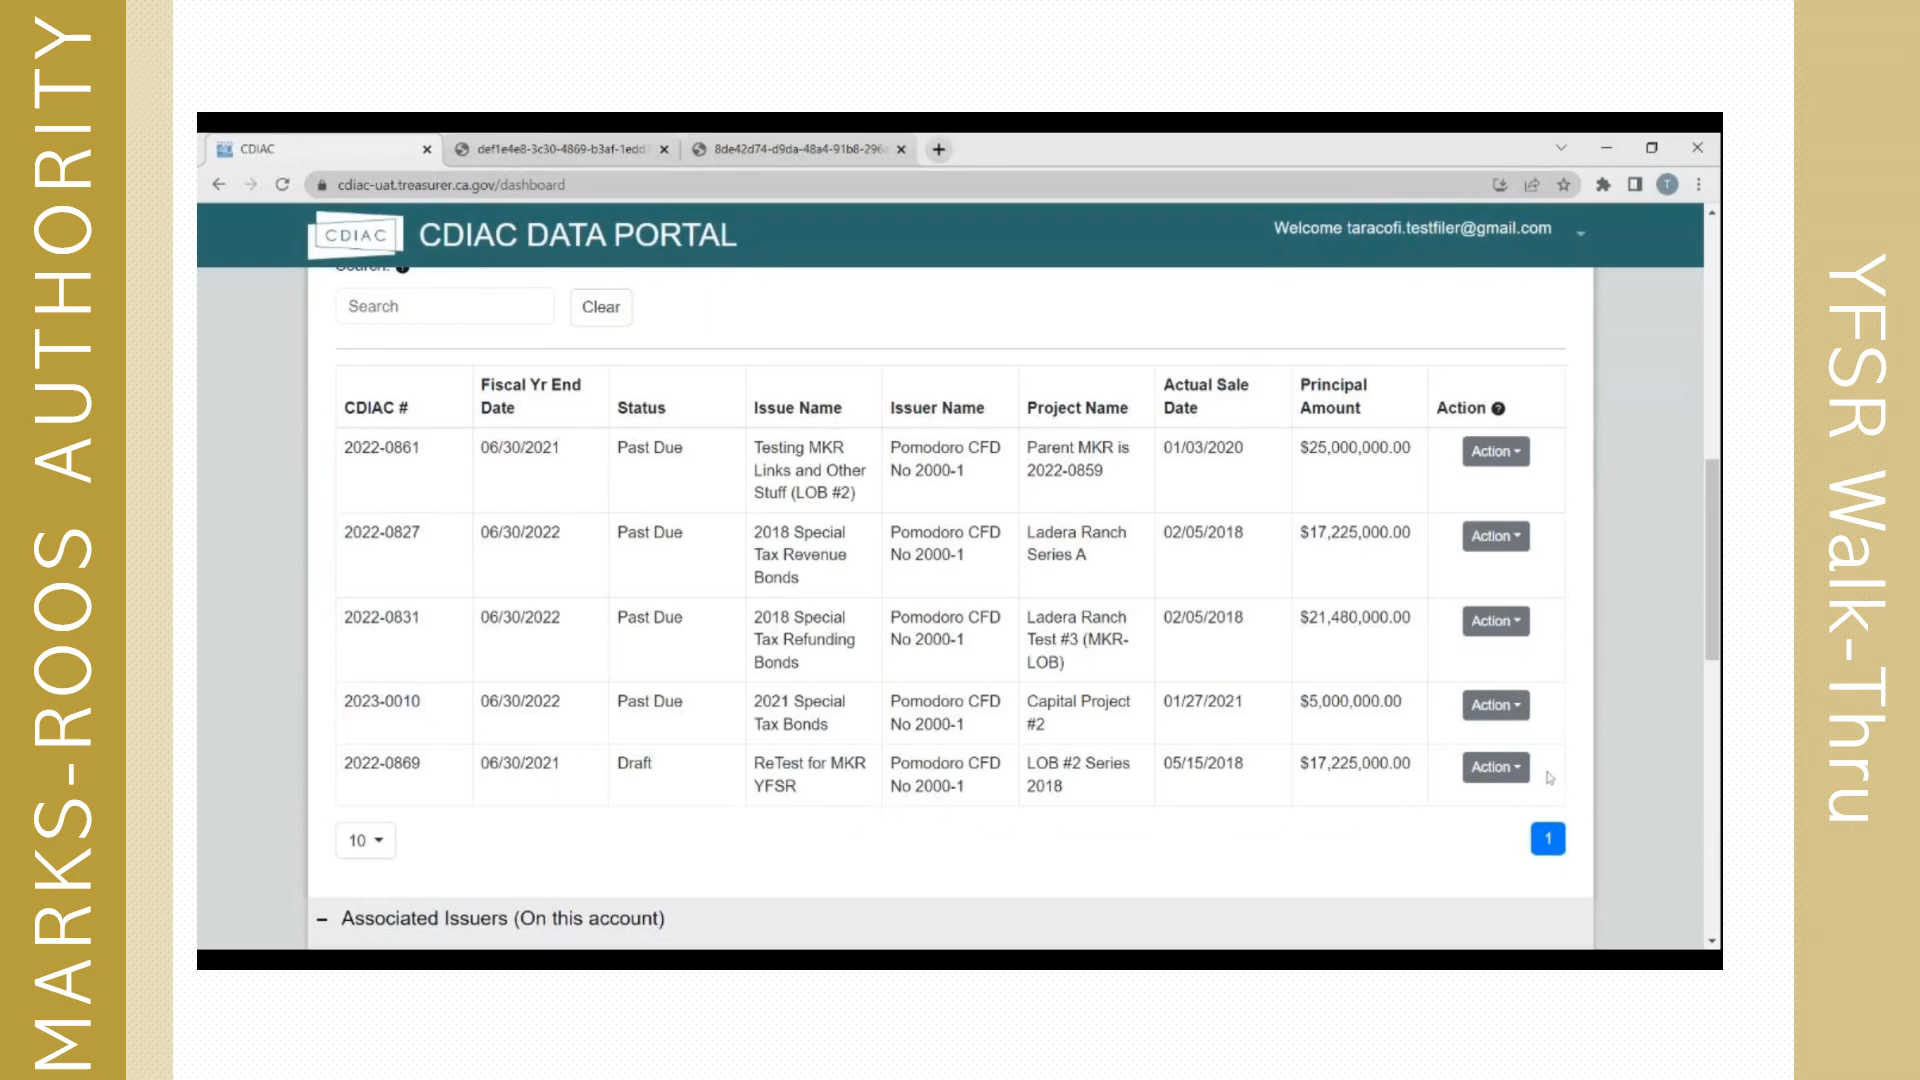 MARKS-ROOS AUTHORITY
CDIAC
def1e4e8-3c30-4869-b3af-1edd
8de42d74-d9da-48a4-91b8-296
cdiac-uat.treasurer.ca.gov/dashboard
T
CDIAC
CDIAC DATA PORTAL
Welcome taracofi.testfiler@gmail.com
Search:
Search
Clear
CDIAC #
Fiscal Yr End
Date
Status
Issue Name
Issuer Name
Project Name
Actual Sale
Date
Principal
Amount
Action
2022-0861
06/30/2021
Past Due
Testing MKR
Links and Other
Stuff (LOB #2)
Pomodoro CFD
No 2000-1
Parent MKR is
2022-0859
01/03/2020
$25,000,000.00
Action
2022-0827
06/30/2022
Past Due
2018 Special
Tax Revenue
Bonds
Pomodoro CFD
No 2000-1
Ladera Ranch
Series A
02/05/2018
$17,225,000.00
Action
2022-0831
06/30/2022
Past Due
2018 Special
Tax Refunding
Bonds
Pomodoro CFD
No 2000-1
Ladera Ranch
Test #3 (MKR-
LOB)
02/05/2018
$21,480,000.00
Action
2023-0010
06/30/2022
Past Due
2021 Special
Tax Bonds
Pomodoro CFD
No 2000-1
Capital Project
#2
01/27/2021
$5,000,000.00
Action
2022-0869
06/30/2021
Draft
ReTest for MKR
YFSR
Pomodoro CFD
No 2000-1
LOB #2 Series
2018
05/15/2018
$17,225,000.00
Action
10
1
Associated Issuers (On this account)
YFSR Walk-Thru